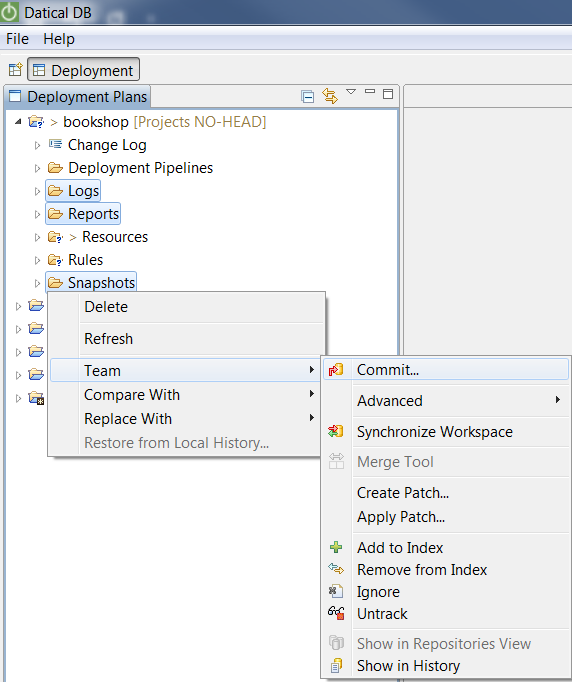 Datical DB
File Help
Deployment
Deployment Plans
> bookshop [Projects NO-HEAD]
Change Log
Deployment Pipelines
Logs
Reports
> Resources
Rules
Snapshots
Delete
Refresh
Team
Compare With
Replace With
Restore from Local History...
Commit...
Advanced
Synchronize Workspace
Merge Tool
Create Patch...
Apply Patch...
Add to Index
Remove from Index
Ignore
Untrack
Show in Repositories View
Show in History